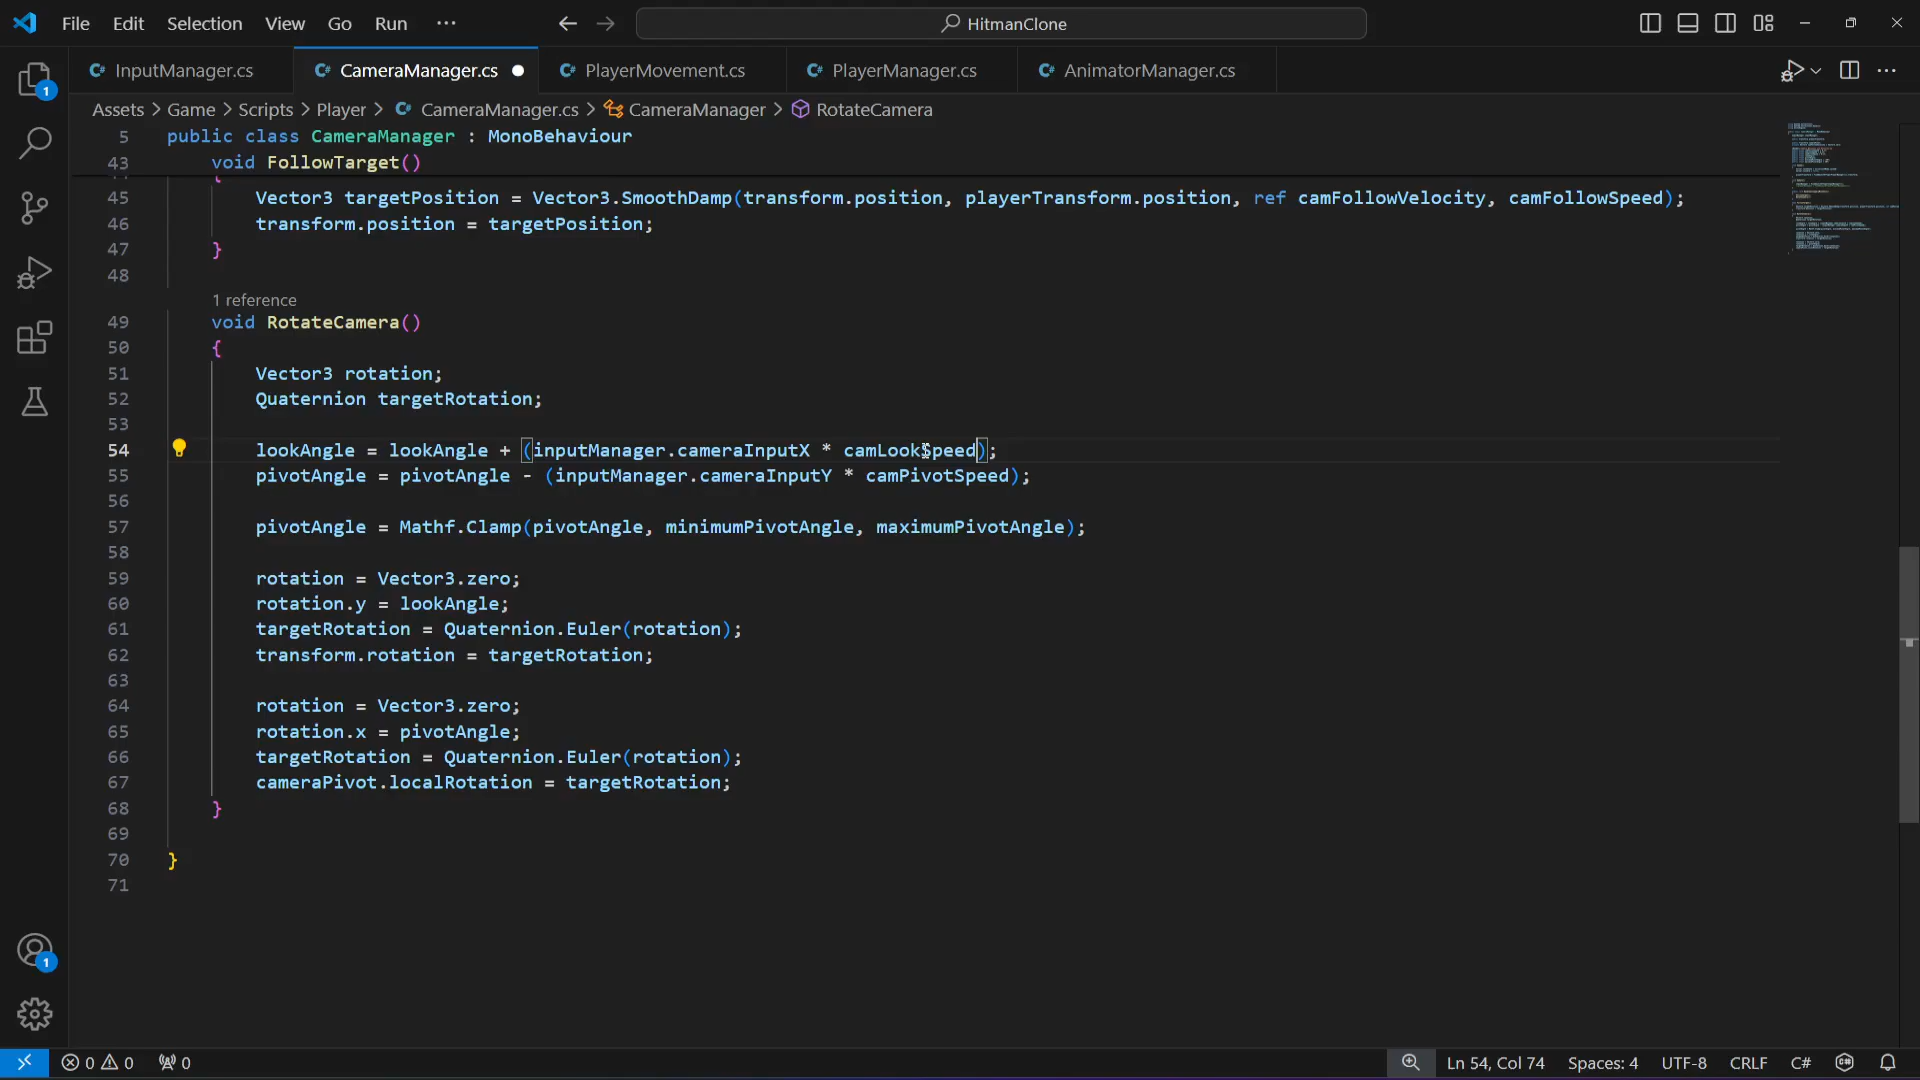 File Edit Selection View Go Run ··· HitmanClone
InputManager.cs CameraManager.cs PlayerMovement.cs PlayerManager.cs AnimatorManager.cs
Assets > Game > Scripts > Player > CameraManager.cs > CameraManager > RotateCamera
5 public class CameraManager : MonoBehaviour
43 void FollowTarget()
45 Vector3 targetPosition = Vector3.SmoothDamp(transform.position, playerTransform.position, ref camFollowVelocity, camFollowSpeed);
46 transform.position = targetPosition;
47 }
48
1 reference
49 void RotateCamera()
50 {
51 Vector3 rotation;
52 Quaternion targetRotation;
53
54 lookAngle = lookAngle + (inputManager.cameraInputX * camLookSpeed);
55 pivotAngle = pivotAngle - (inputManager.cameraInputY * camPivotSpeed);
56
57 pivotAngle = Mathf.Clamp(pivotAngle, minimumPivotAngle, maximumPivotAngle);
58
59 rotation = Vector3.zero;
60 rotation.y = lookAngle;
61 targetRotation = Quaternion.Euler(rotation);
62 transform.rotation = targetRotation;
63
64 rotation = Vector3.zero;
65 rotation.x = pivotAngle;
66 targetRotation = Quaternion.Euler(rotation);
67 cameraPivot.localRotation = targetRotation;
68 }
69
70 }
71
1
1
0 0 0 Ln 54, Col 74 Spaces: 4 UTF-8 CRLF C#